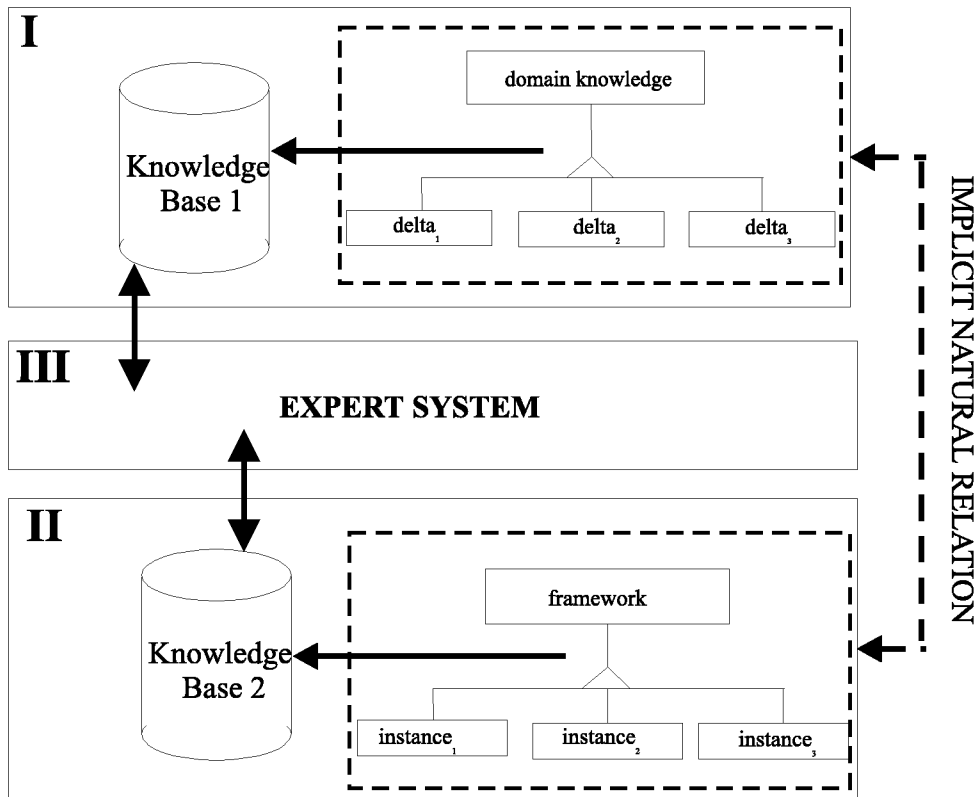 I
domain knowledge
Knowledge
Base 1
delta₁
delta₂
delta₃
III
EXPERT SYSTEM
II
framework
Knowledge
Base 2
instance₁
instance₂
instance₃
IMPLICIT NATURAL RELATION